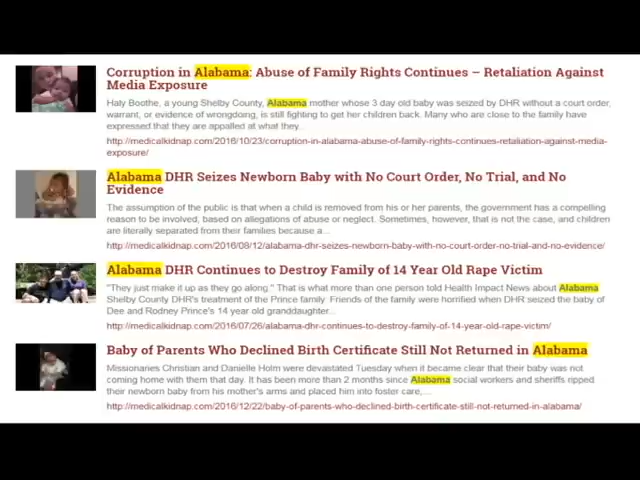 Corruption in Alabama: Abuse of Family Rights Continues – Retaliation Against
Media Exposure
Haly Boothe, a young Shelby County, Alabama mother whose 3 day old baby was seized by DHR without a court order,
warrant, or evidence of wrongdoing, is still fighting to get her children back. Many who are close to the family have
expressed that they are appalled at what they...
http://medicalkidnap.com/2016/10/23/corruption-in-alabama-abuse-of-family-rights-continues-retaliation-against-media-
exposure/
Alabama DHR Seizes Newborn Baby with No Court Order, No Trial, and No
Evidence
The assumption of the public is that when a child is removed from his or her parents, the government has a compelling
reason to be involved, based on allegations of abuse or neglect. Sometimes, however, that is not the case, and children
are literally separated from their families because a...
http://medicalkidnap.com/2016/08/12/alabama-dhr-seizes-newborn-baby-with-no-court-order-no-trial-and-no-evidence/
Alabama DHR Continues to Destroy Family of 14 Year Old Rape Victim
"They just make it up as they go along." That is what more than one person told Health Impact News about Alabama
Shelby County DHR's treatment of the Prince family. Friends of the family were horrified when DHR seized the baby of
Dee and Rodney Prince's 14 year old granddaughter...
http://medicalkidnap.com/2016/07/26/alabama-dhr-continues-to-destroy-family-of-14-year-old-rape-victim/
Baby of Parents Who Declined Birth Certificate Still Not Returned in Alabama
Missionaries Christian and Danielle Holm were devastated Tuesday when it became clear that their baby was not
coming home with them that day. It has been more than 2 months since Alabama social workers and sheriffs ripped
their newborn baby from his mother's arms and placed him into foster care,...
http://medicalkidnap.com/2016/12/22/baby-of-parents-who-declined-birth-certificate-still-not-returned-in-alabama/